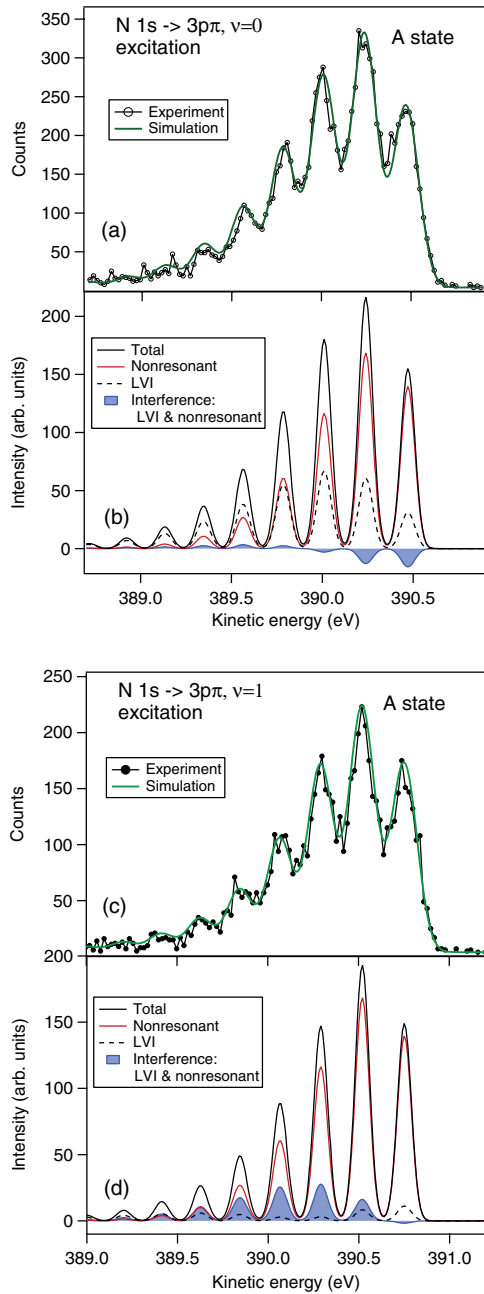 N 1s -> 3pπ, ν=0
excitation
A state
Experiment
Simulation
Counts
350
300
250
200
150
100
50
(a)
Total
Nonresonant
LVI
Interference:
LVI & nonresonant
Intensity (arb. units)
200
150
100
50
0
(b)
389.0
389.5
390.0
390.5
Kinetic energy (eV)
N 1s -> 3pπ, ν=1
excitation
A state
Experiment
Simulation
Counts
250
200
150
100
50
(c)
200
Total
Nonresonant
LVI
Interference:
LVI & nonresonant
Intensity (arb. units)
150
100
50
0
(d)
389.0
389.5
390.0
390.5
391.0
Kinetic energy (eV)